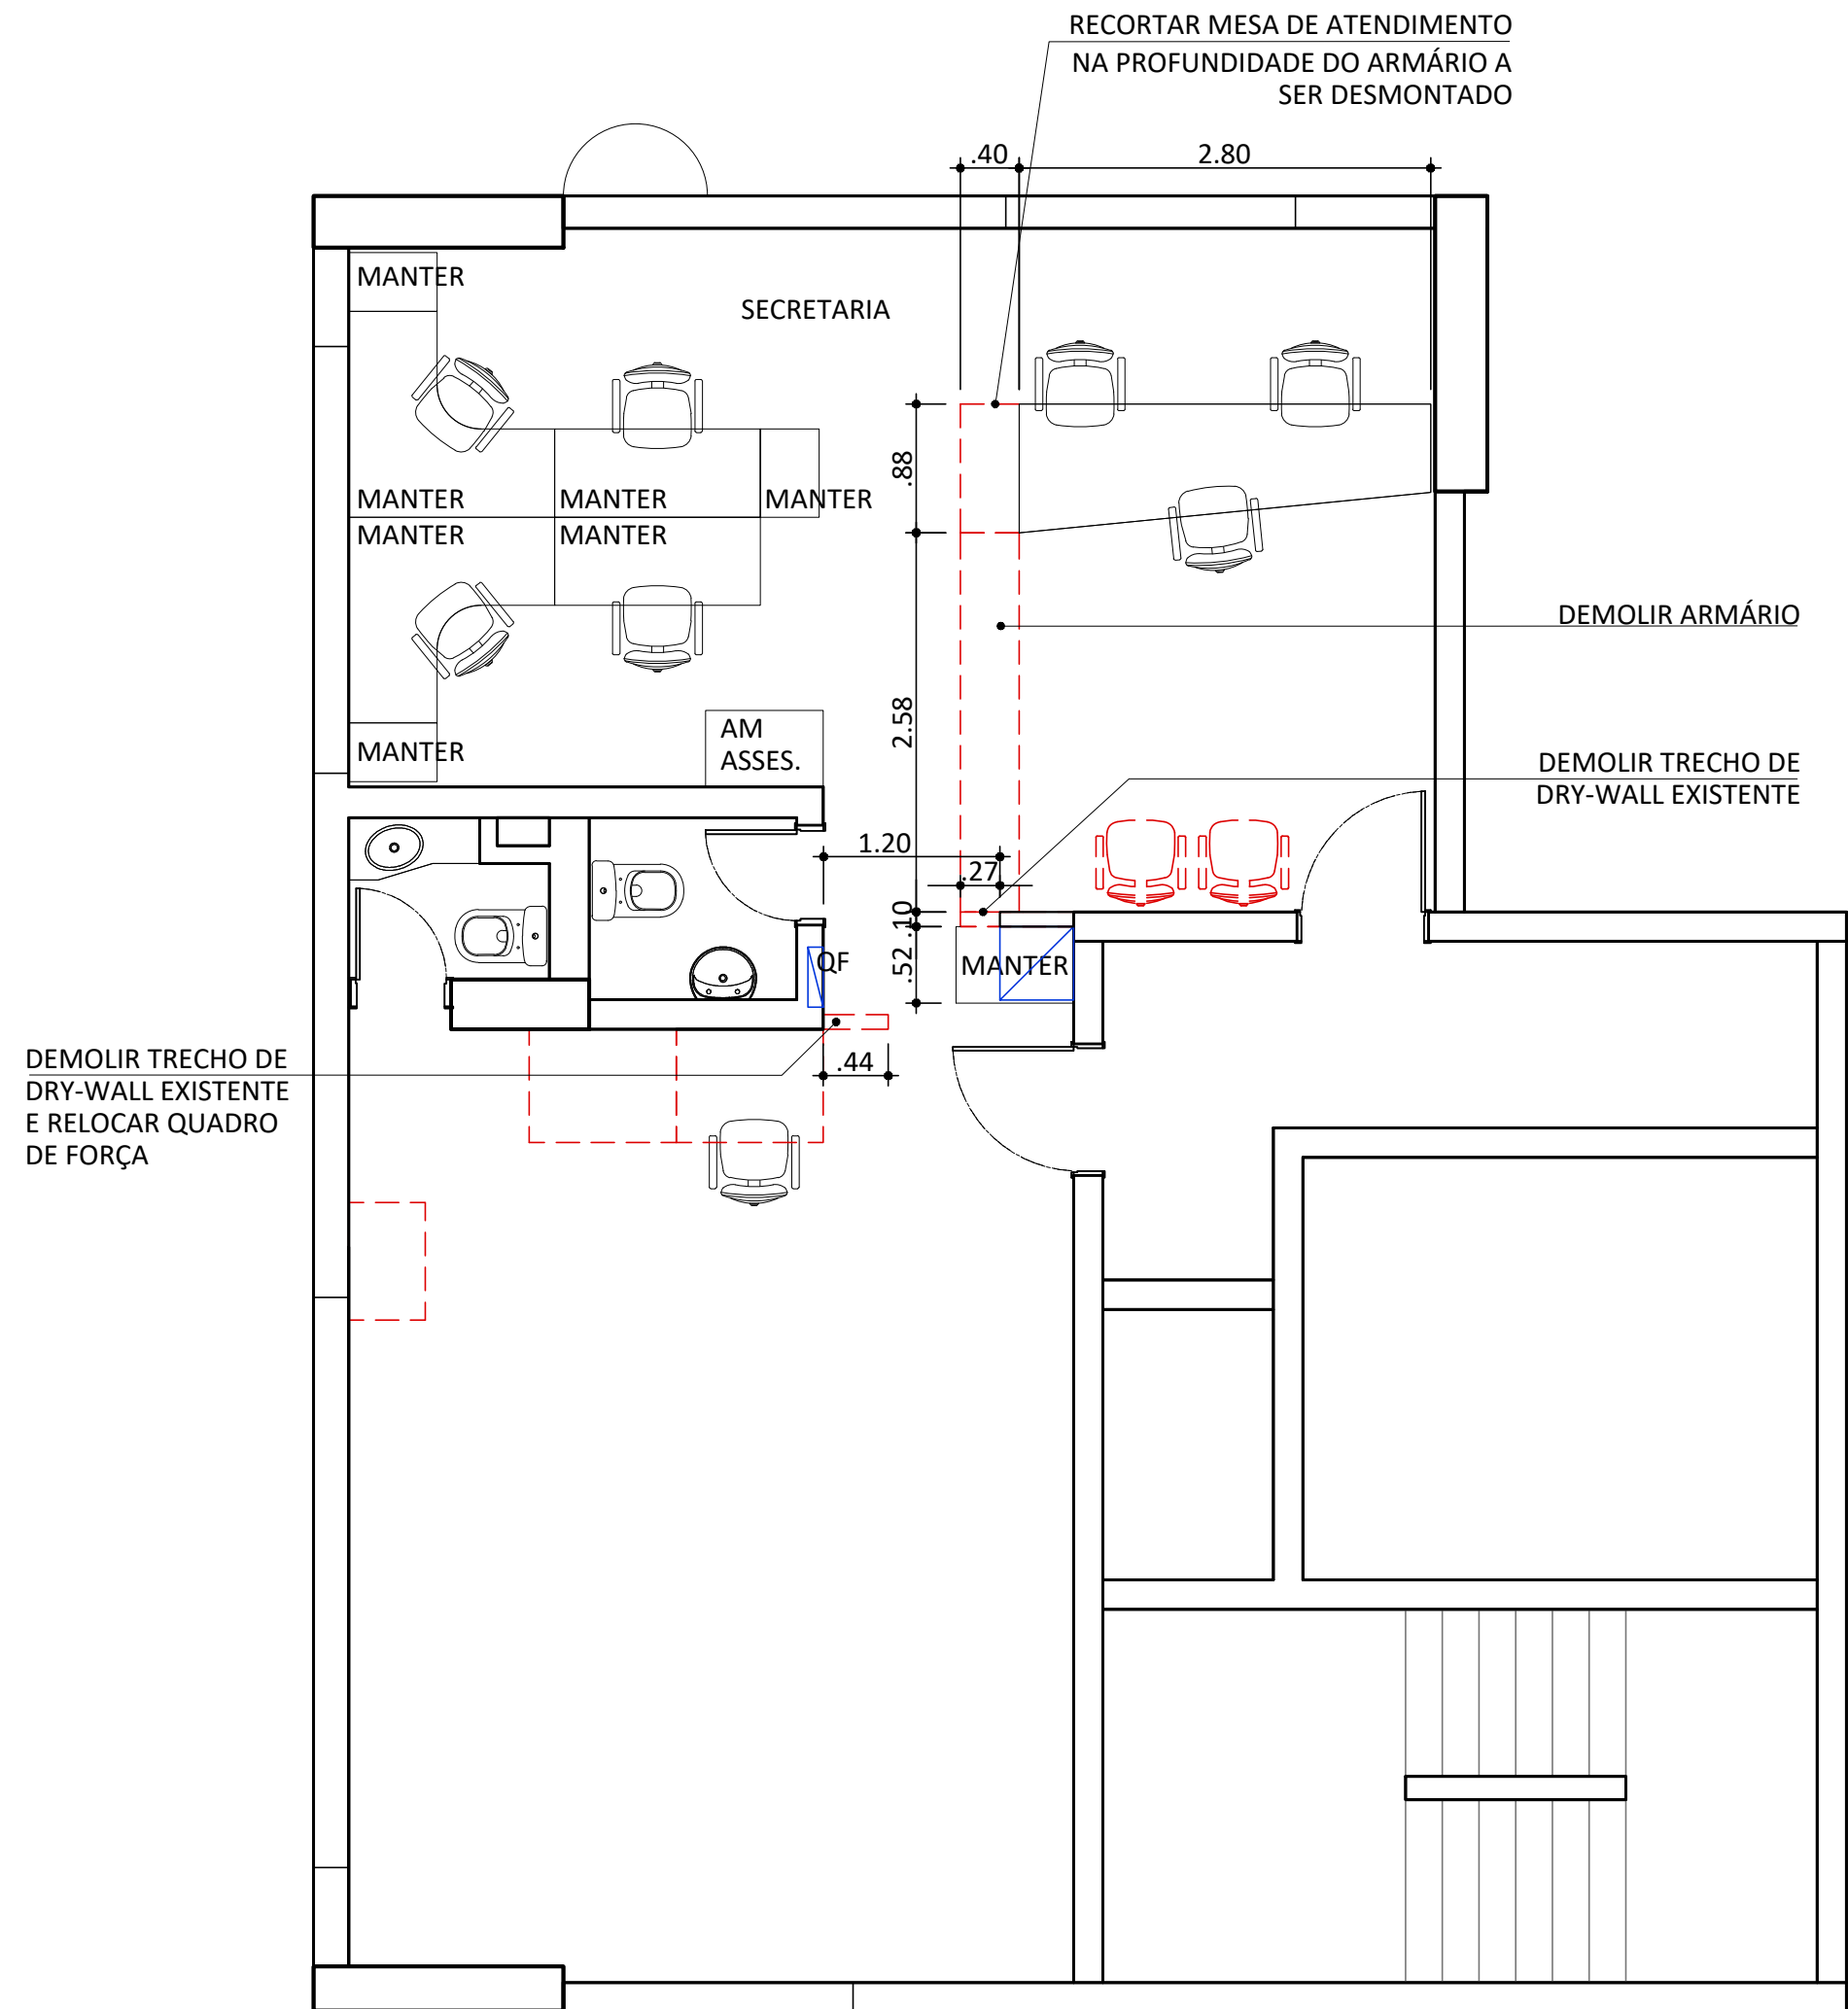 RECORTAR MESA DE ATENDIMENTO
NA PROFUNDIDADE DO ARMÁRIO A
SER DESMONTADO
.40
2.80
MANTER
SECRETARIA
.88
MANTER
MANTER
MANTER
MANTER
MANTER
DEMOLIR ARMÁRIO
2.58
AM
ASSES.
MANTER
DEMOLIR TRECHO DE
DRY-WALL EXISTENTE
1.20
.27
.10
.52
QF
MANTER
DEMOLIR TRECHO DE
DRY-WALL EXISTENTE
E RELOCAR QUADRO
DE FORÇA
.44